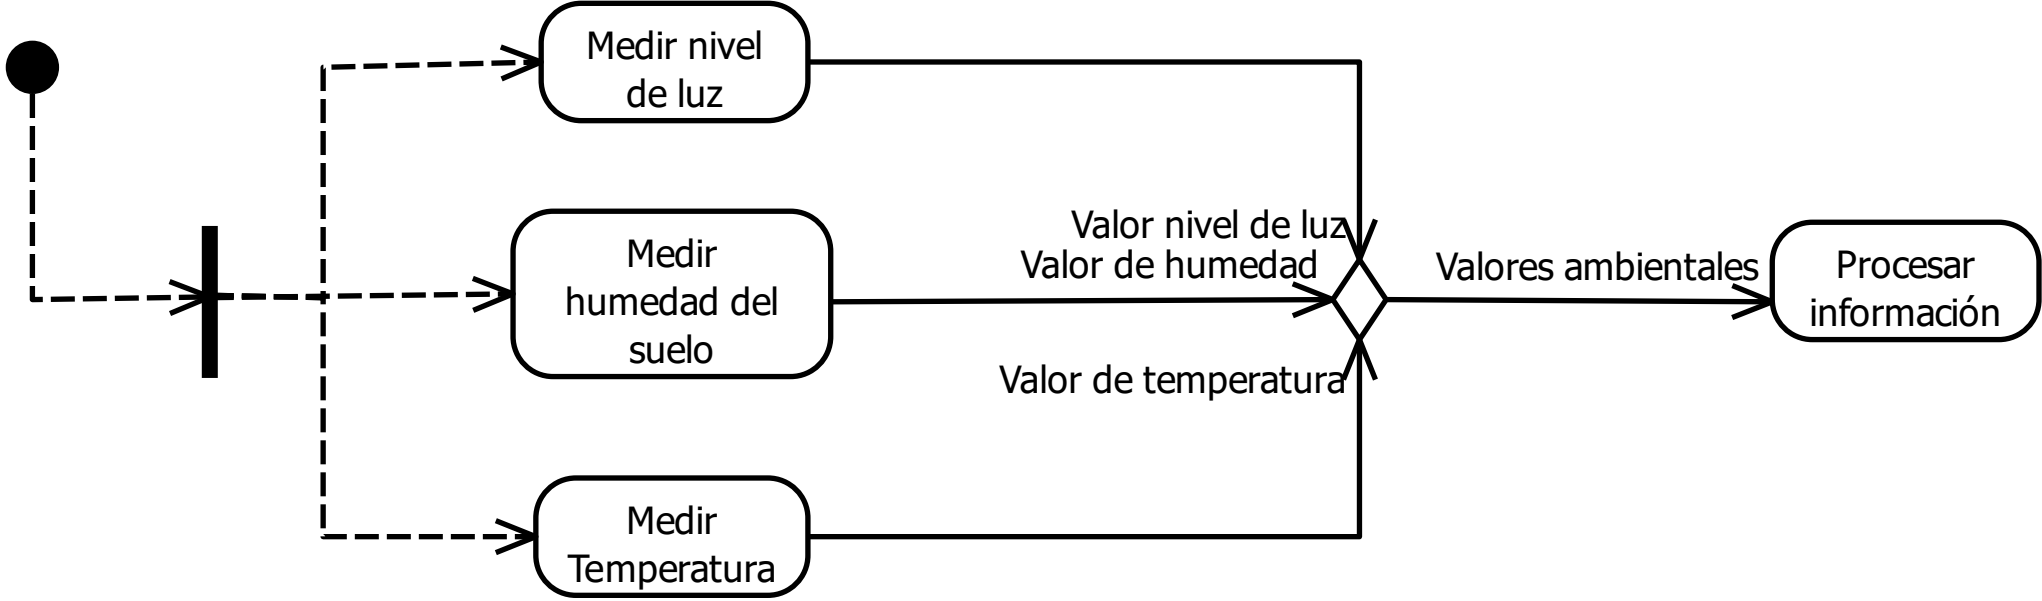 Medir nivel
de luz
Medir
humedad del
suelo
Medir
Temperatura
Valor nivel de luz
Valor de humedad
Valor de temperatura
Valores ambientales
Procesar
información